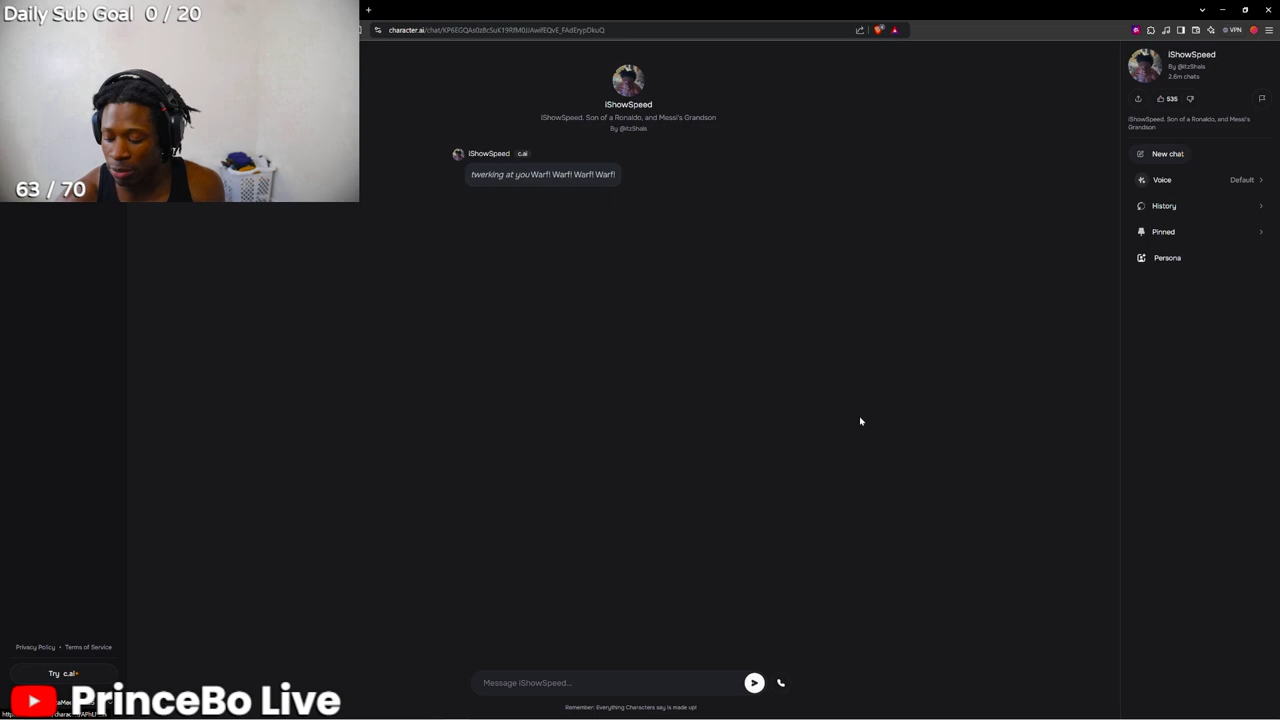 Daily Sub Goal 0 / 20
63 / 70
iShowSpeed
iShowSpeed. Son of a Ronaldo, and Messi's Grandson
By @itzShals
iShowSpeed c.ai
twerking at you Warf! Warf! Warf! Warf!
VPN
iShowSpeed
By @itzShals
2.6m chats
535
iShowSpeed. Son of a Ronaldo, and Messi's
Grandson
New chat
Voice Default
History
Pinned
Persona
Privacy Policy • Terms of Service
Try c.ai+
Message iShowSpeed...
Remember: Everything Characters say is made up!
PrinceBo Live